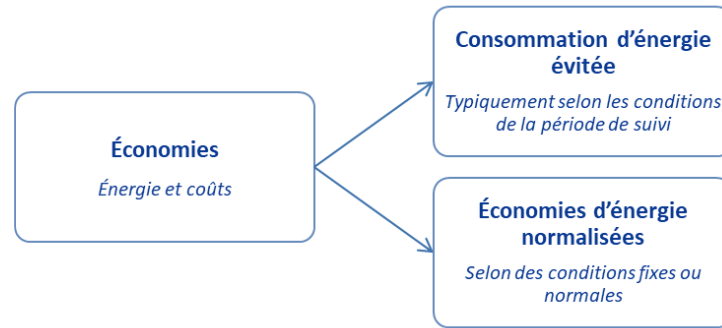 Économies
Énergie et coûts
Consommation d'énergie
évitée
Typiquement selon les conditions
de la période de suivi
Économies d'énergie
normalisées
Selon des conditions fixes ou
normales